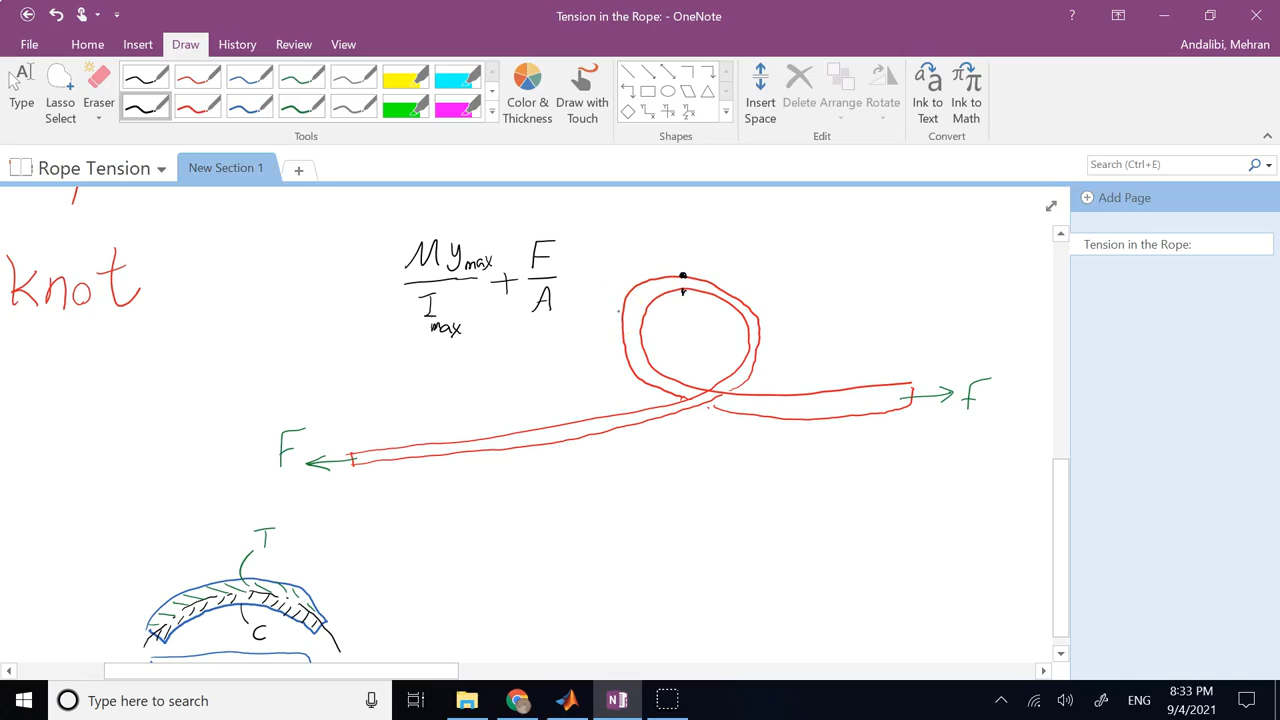 Tension in the Rope: - OneNote
?
File Home Insert Draw History Review View
Andalibi, Mehran
Type
Lasso Select
Eraser
Color & Thickness
Draw with Touch
Insert Space
Delete
Arrange
Rotate
Ink to Text
Ink to Math
Tools
Shapes
Edit
Convert
Rope Tension
New Section 1
Search (Ctrl+E)
Add Page
Tension in the Rope:
knot
M ymax / Imax + F / A
F
F
T
C
Type here to search
ENG
8:33 PM
9/4/2021